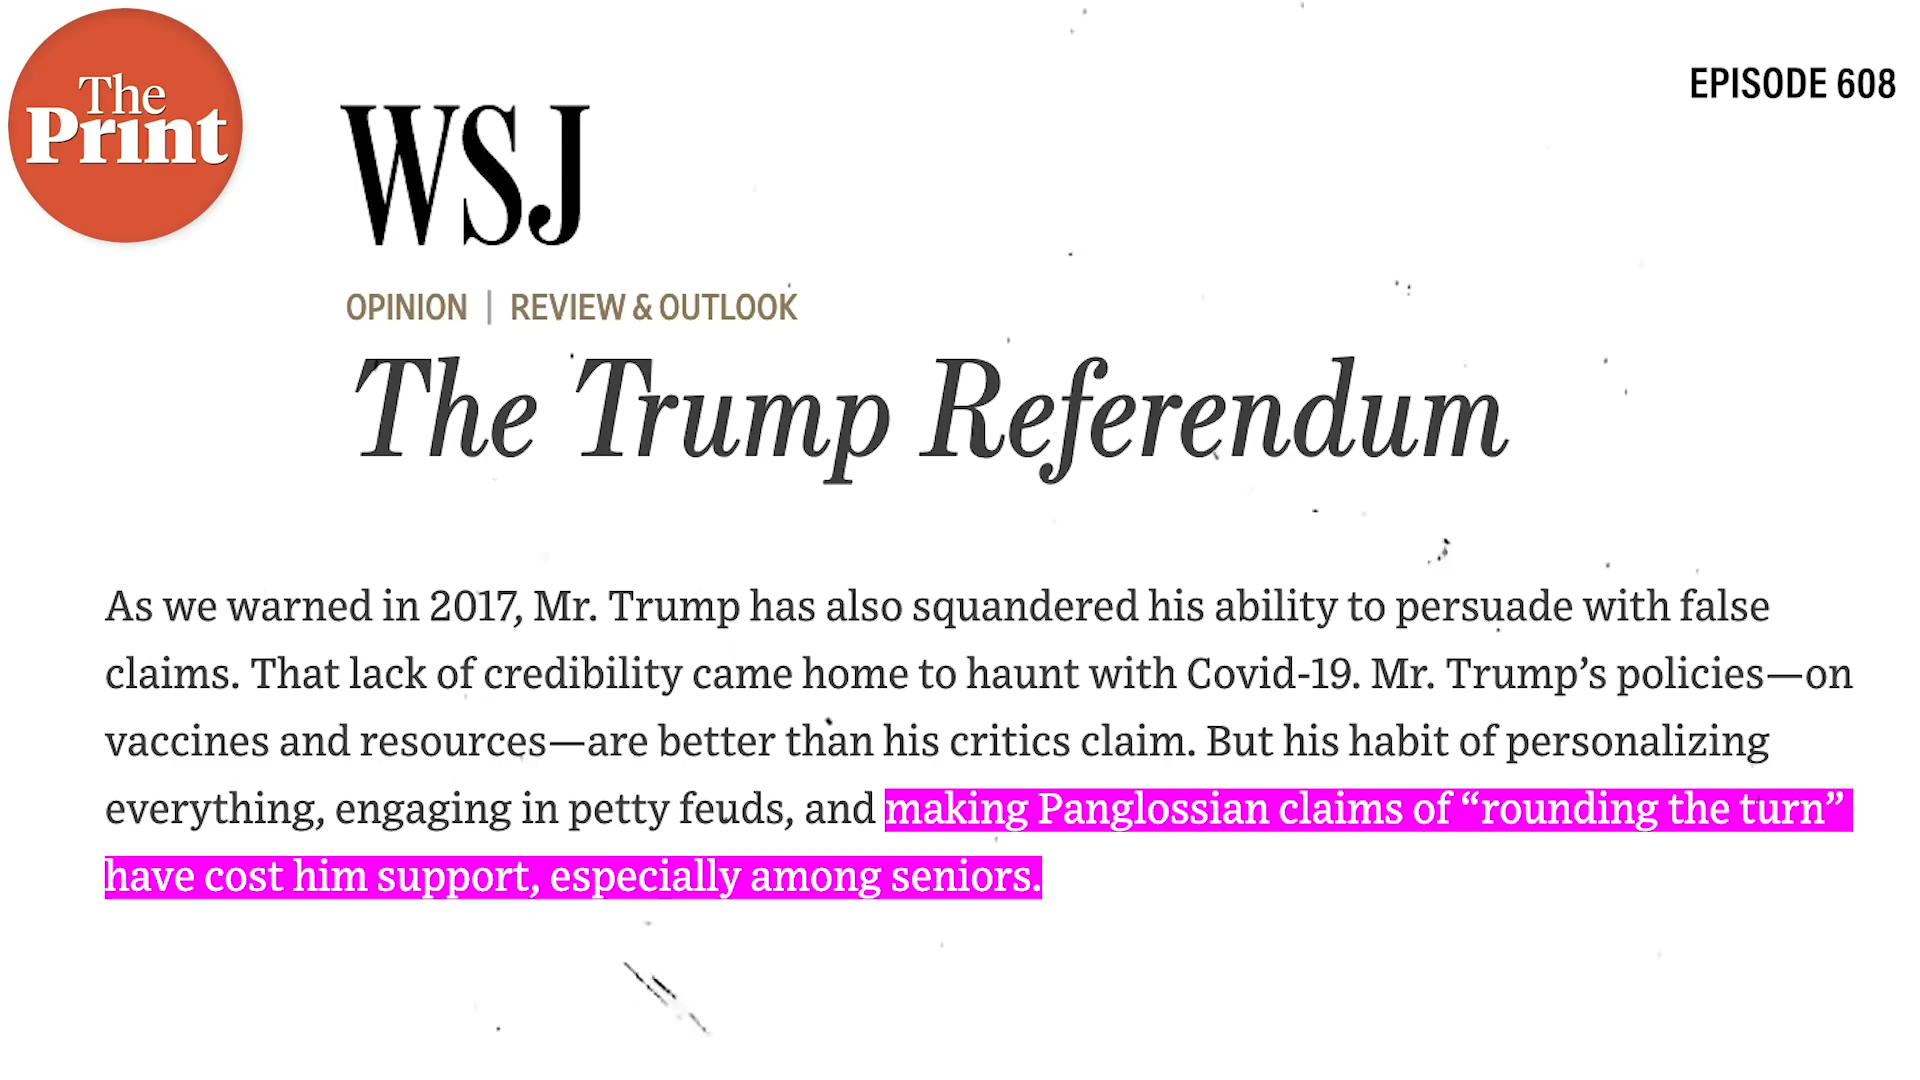 The
Print
EPISODE 608
WSJ
OPINION | REVIEW & OUTLOOK
The Trump Referendum
As we warned in 2017, Mr. Trump has also squandered his ability to persuade with false
claims. That lack of credibility came home to haunt with Covid-19. Mr. Trump’s policies—on
vaccines and resources—are better than his critics claim. But his habit of personalizing
everything, engaging in petty feuds, and making Panglossian claims of “rounding the turn”
have cost him support, especially among seniors.